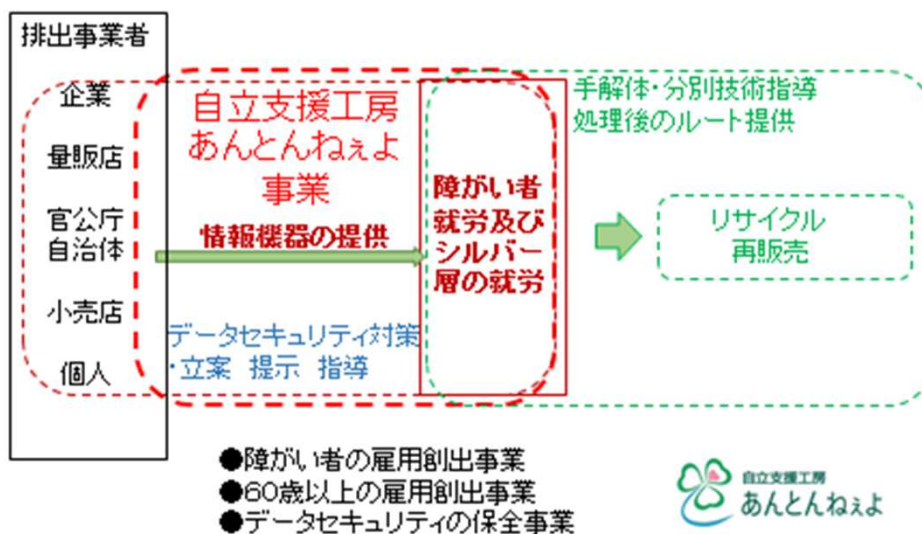 排出事業者
企業
量販店
官公庁
自治体
小売店
個人
自立支援工房
あんとんねぇよ
事業
情報機器の提供
データセキュリティ対策
・立案 提示 指導
障がい者
就労及び
シルバー
層の就労
手解体・分別技術指導
処理後のルート提供
リサイクル
再販売
●障がい者の雇用創出事業
●60歳以上の雇用創出事業
●データセキュリティの保全事業
自立支援工房
あんとんねぇよ